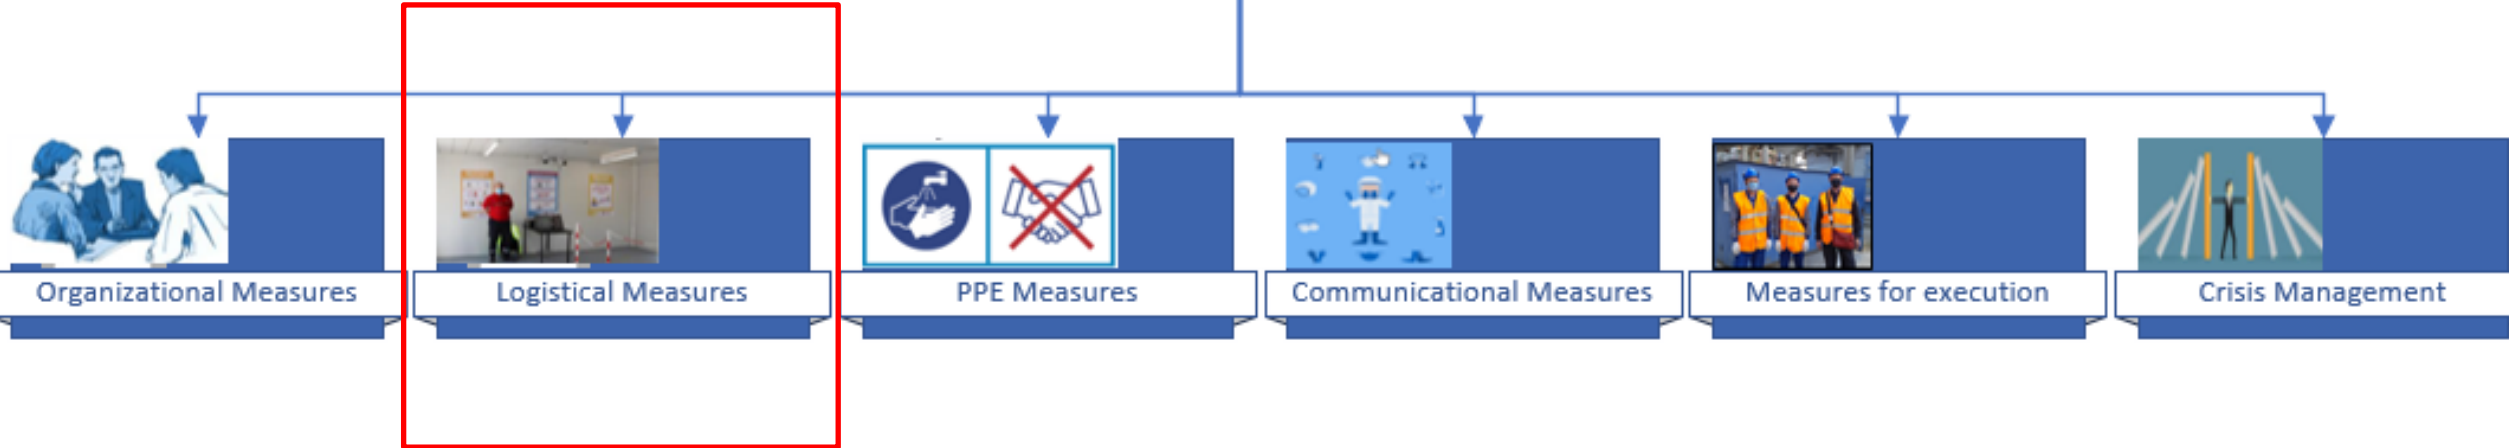 Organizational Measures
Logistical Measures
PPE Measures
Communicational Measures
Measures for execution
Crisis Management